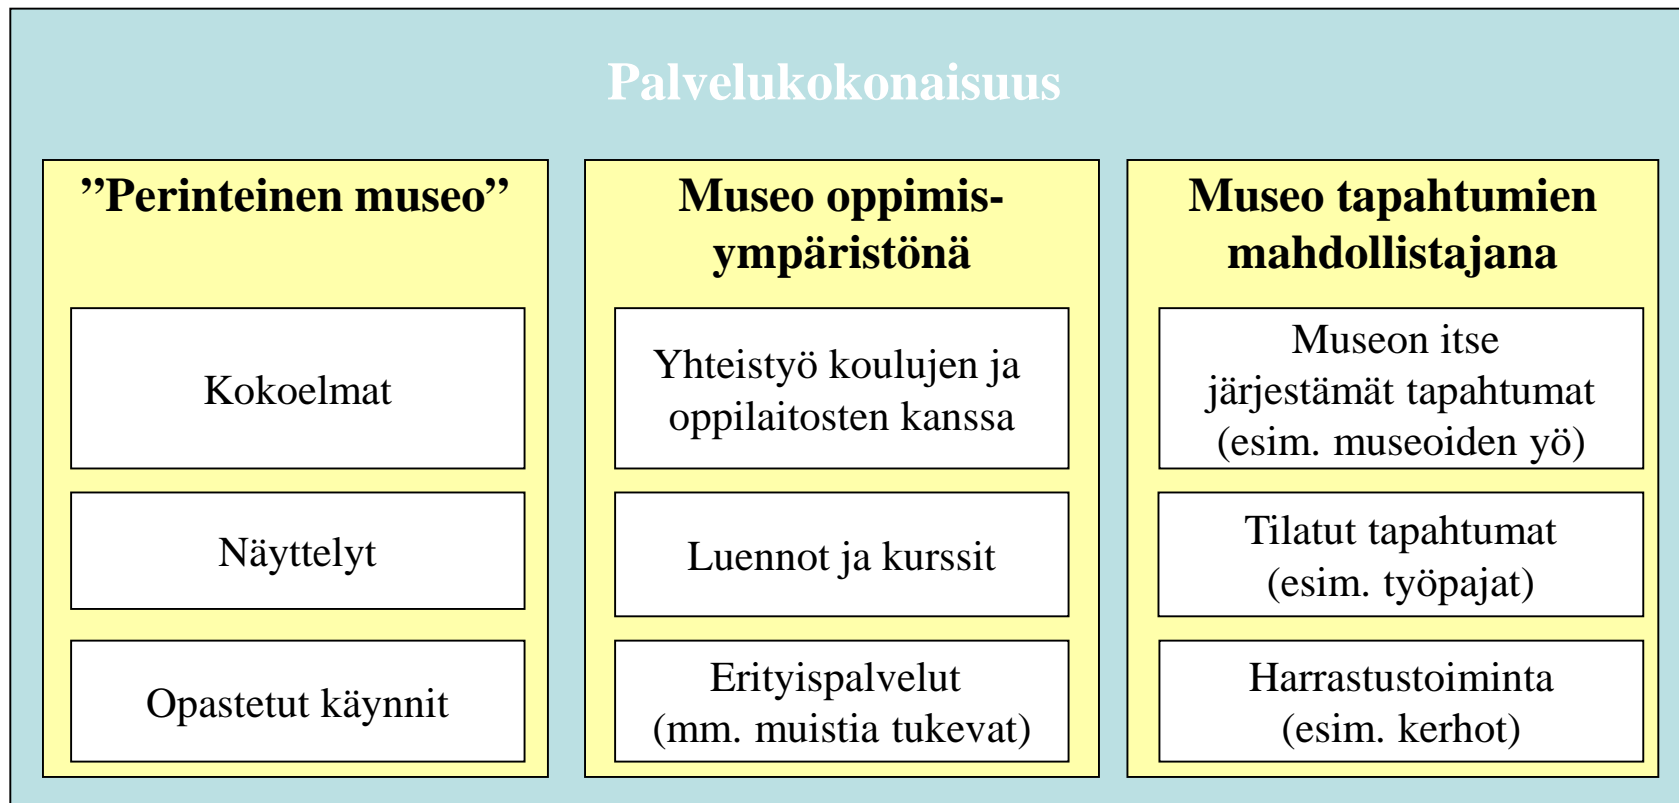 Palvelukokonaisuus
”Perinteinen museo”
Kokoelmat
Näyttelyt
Opastetut käynnit
Museo oppimis-
ympäristönä
Yhteistyö koulujen ja
oppilaitosten kanssa
Luennot ja kurssit
Erityispalvelut
(mm. muistia tukevat)
Museo tapahtumien
mahdollistajana
Museon itse
järjestämät tapahtumat
(esim. museoiden yö)
Tilatut tapahtumat
(esim. työpajat)
Harrastustoiminta
(esim. kerhot)